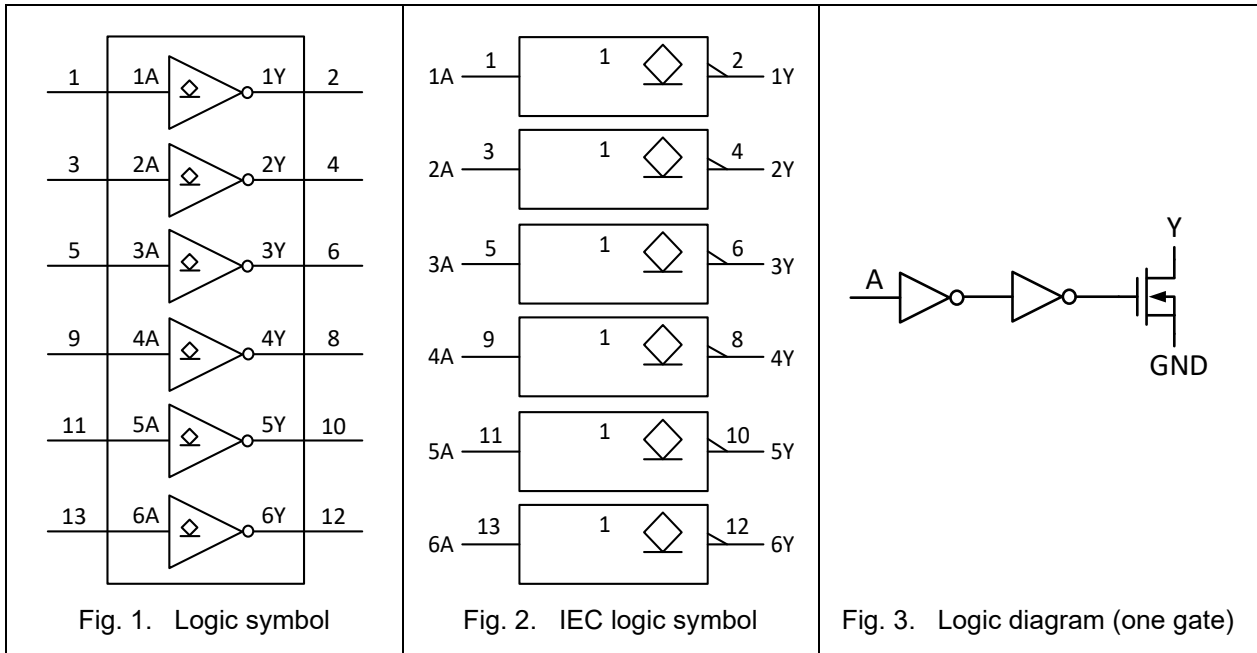 1 1A 1Y 2
3 2A 2Y 4
5 3A 3Y 6
9 4A 4Y 8
11 5A 5Y 10
13 6A 6Y 12
Fig. 1. Logic symbol
1A 1 1 2 1Y
2A 3 1 4 2Y
3A 5 1 6 3Y
4A 9 1 8 4Y
5A 11 1 10 5Y
6A 13 1 12 6Y
Fig. 2. IEC logic symbol
Y
A
GND
Fig. 3. Logic diagram (one gate)